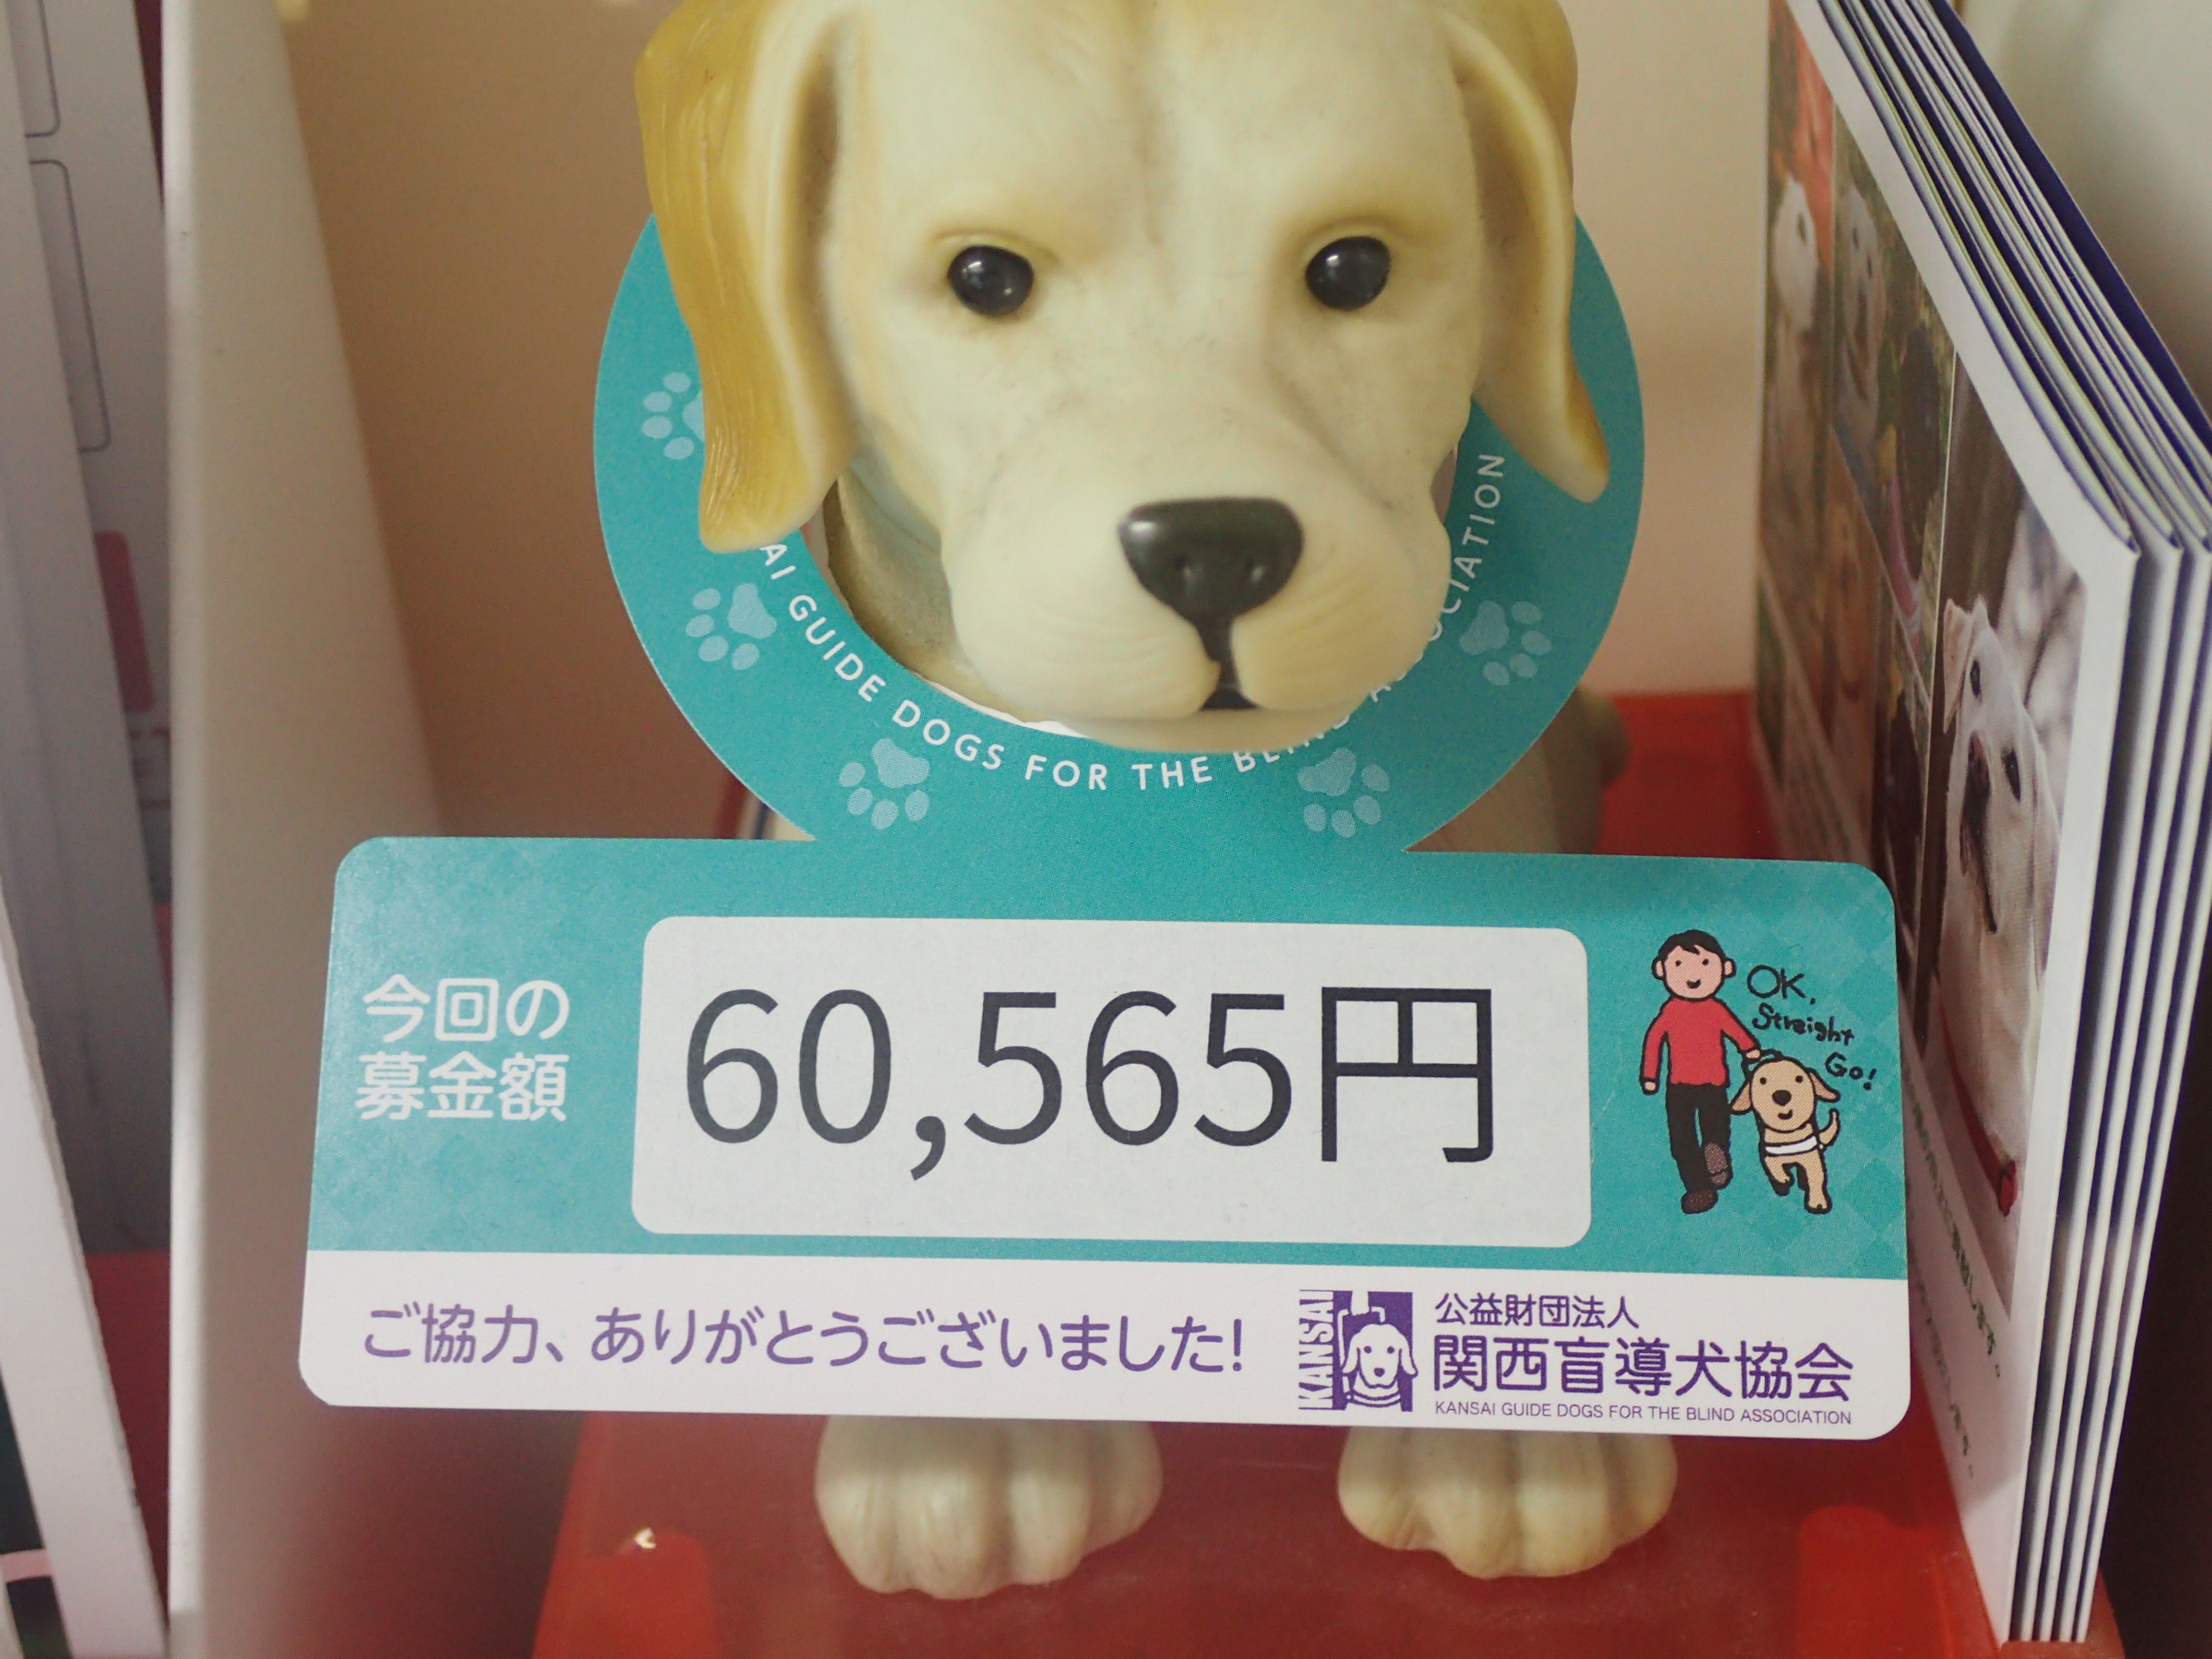 AI GUIDE DOGS FOR THE BLIND ASSOCIATION
今回の
募金額
60,565円
OK,
Straight
Go!
ご協力、ありがとうございました!
KANSAI
公益財団法人
関西盲導犬協会
KANSAI GUIDE DOGS FOR THE BLIND ASSOCIATION